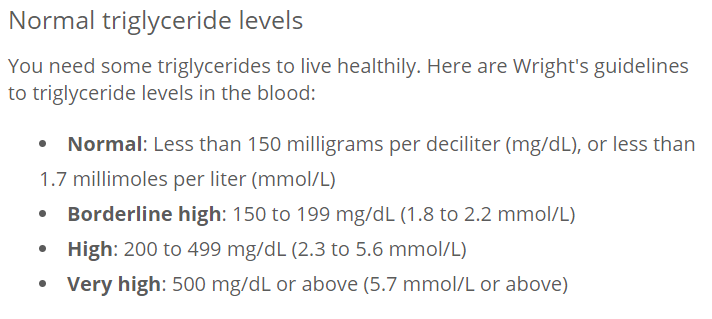 Normal triglyceride levels
You need some triglycerides to live healthily. Here are Wright's guidelines
to triglyceride levels in the blood:
• Normal: Less than 150 milligrams per deciliter (mg/dL), or less than
1.7 millimoles per liter (mmol/L)
• Borderline high: 150 to 199 mg/dL (1.8 to 2.2 mmol/L)
• High: 200 to 499 mg/dL (2.3 to 5.6 mmol/L)
• Very high: 500 mg/dL or above (5.7 mmol/L or above)